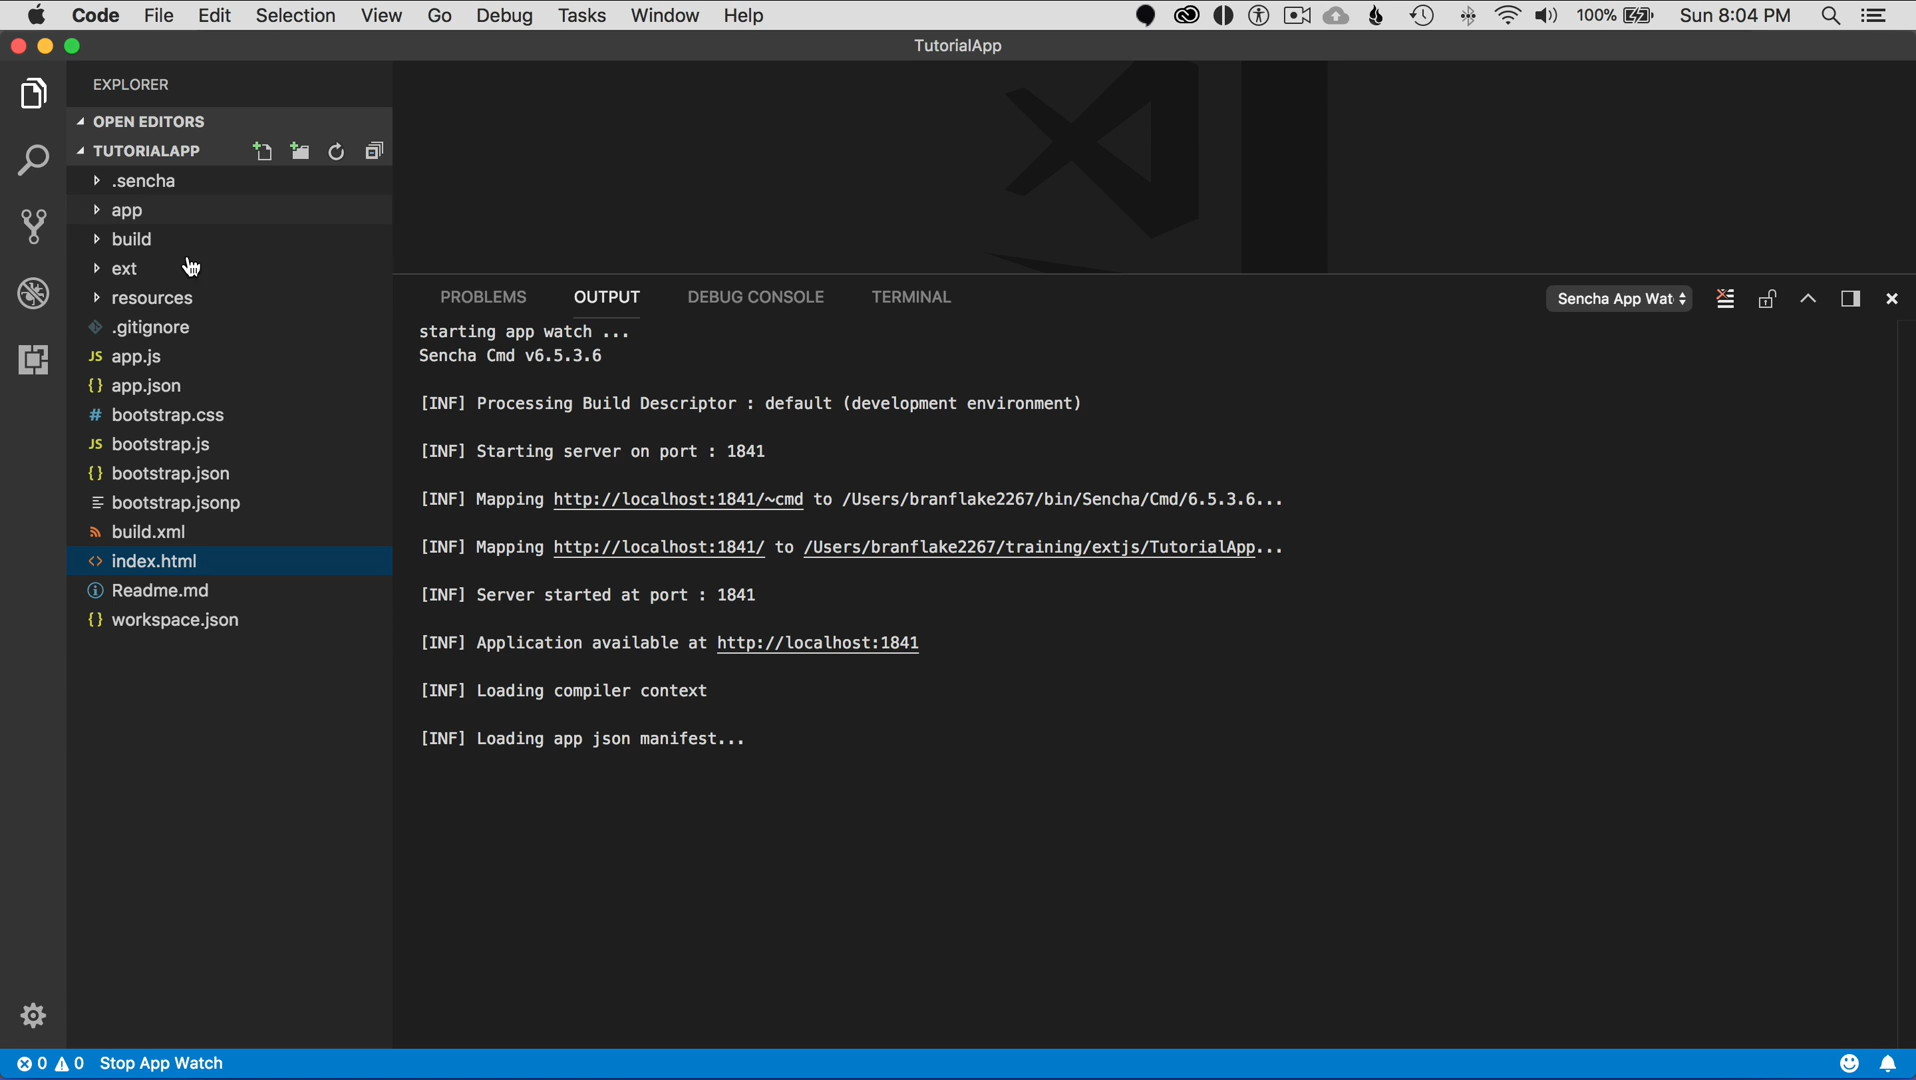 Code File Edit Selection View Go Debug Tasks Window Help 100% Sun 8:04 PM
TutorialApp
EXPLORER
OPEN EDITORS
TUTORIALAPP
.sencha
app
build
ext
resources
.gitignore
JS app.js
{} app.json
# bootstrap.css
JS bootstrap.js
{} bootstrap.json
bootstrap.jsonp
build.xml
<> index.html
Readme.md
{} workspace.json
PROBLEMS OUTPUT DEBUG CONSOLE TERMINAL Sencha App Wat
starting app watch ...
Sencha Cmd v6.5.3.6
[INF] Processing Build Descriptor : default (development environment)
[INF] Starting server on port : 1841
[INF] Mapping http://localhost:1841/~cmd to /Users/branflake2267/bin/Sencha/Cmd/6.5.3.6...
[INF] Mapping http://localhost:1841/ to /Users/branflake2267/training/extjs/TutorialApp...
[INF] Server started at port : 1841
[INF] Application available at http://localhost:1841
[INF] Loading compiler context
[INF] Loading app json manifest...
0 0 Stop App Watch